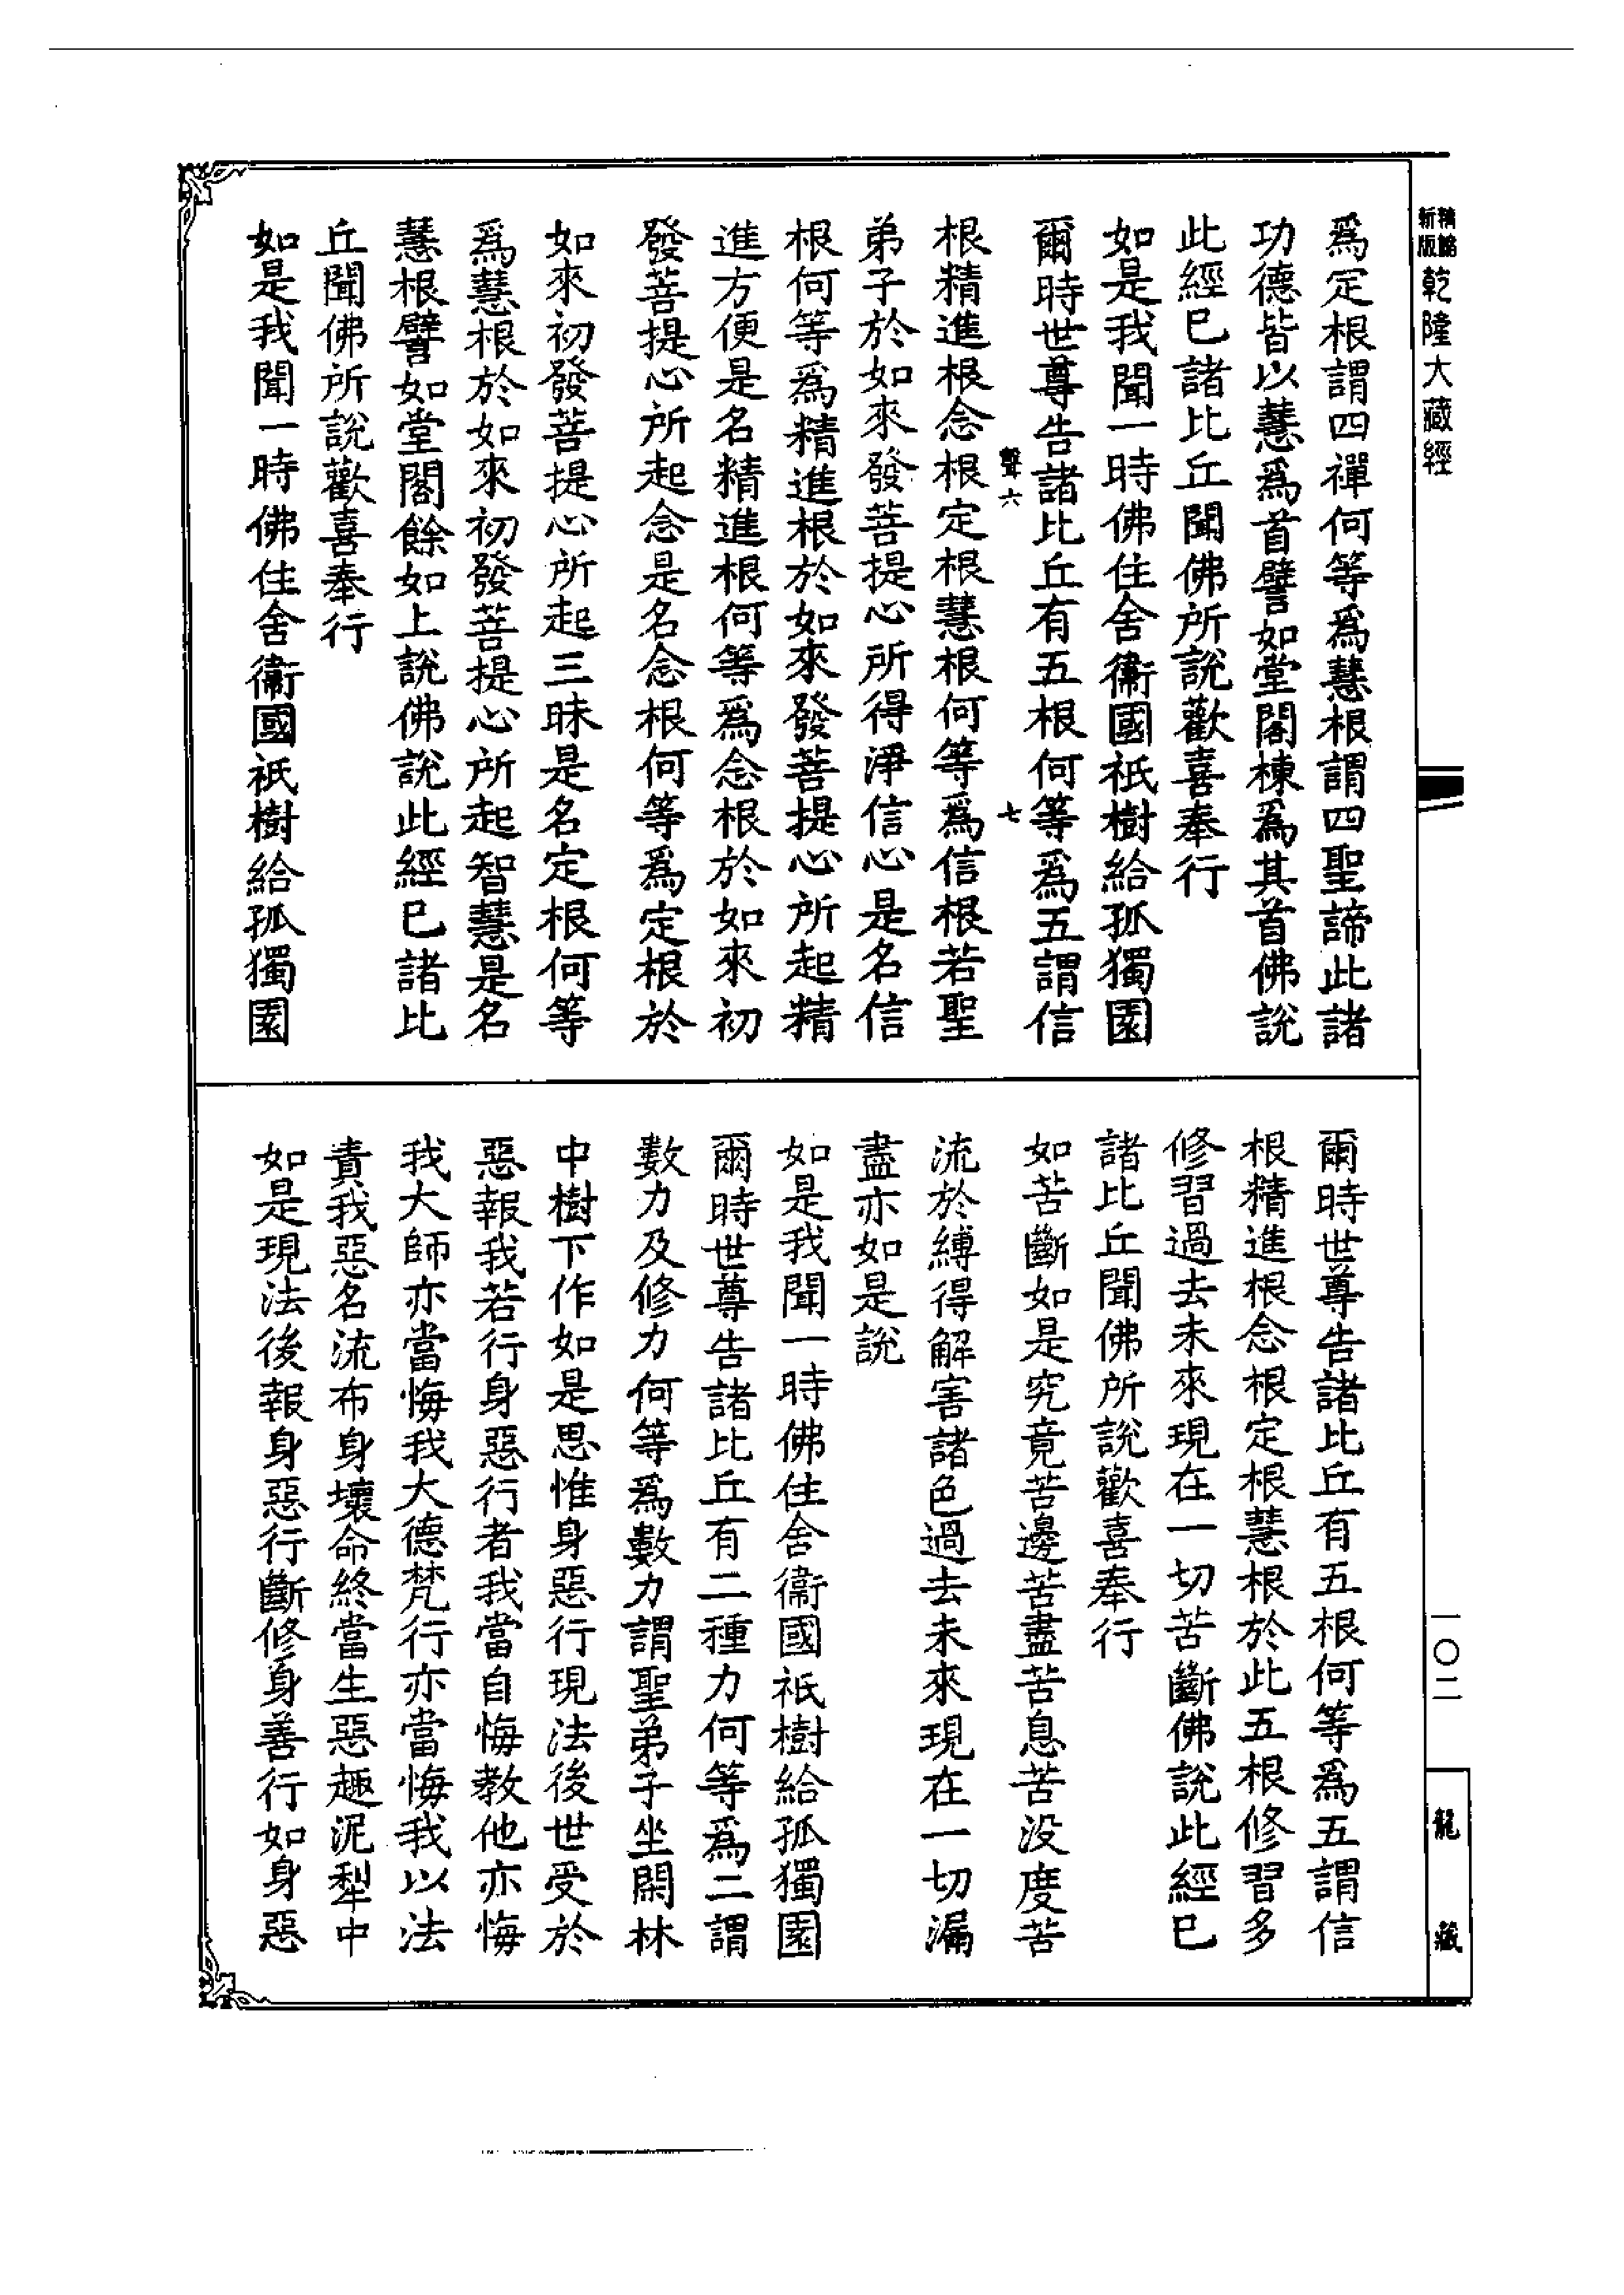 新版
精縮
乾隆大藏經
爲定根謂四禪何等爲慧根謂四聖諦此諸
功德皆以慧爲首譬如堂閣棟爲其首佛說
此經已諸比丘聞佛所說歡喜奉行
如是我聞一時佛住舍衞國祇樹給孤獨園
爾時世尊告諸比丘有五根何等爲五謂信
聲六 七
根精進根念根定根慧根何等爲信根若聖
弟子於如來發菩提心所得淨信心是名信
根何等爲精進根於如來發菩提心所起精
進方便是名精進根何等爲念根於如來初
發菩提心所起念是名念根何等爲定根於
如來初發菩提心所起三昧是名定根何等
爲慧根於如來初發菩提心所起智慧是名
慧根譬如堂閣餘如上說佛說此經已諸比
丘聞佛所說歡喜奉行
如是我聞一時佛住舍衞國祇樹給孤獨園
爾時世尊告諸比丘有五根何等爲五謂信
根精進根念根定根慧根於此五根修習多
修習過去未來現在一切苦斷佛說此經已
諸比丘聞佛所說歡喜奉行
如苦斷如是究竟苦邊苦盡苦息苦没度苦
流於縛得解害諸色過去未來現在一切漏
盡亦如是說
如是我聞一時佛住舍衞國祇樹給孤獨園
爾時世尊告諸比丘有二種力何等爲二謂
數力及修力何等爲數力謂聖弟子坐閑林
中樹下作如是思惟身惡行現法後世受於
惡報我若行身惡行者我當自悔教他亦悔
我大師亦當悔我大德梵行亦當悔我以法
責我惡名流布身壞命終當生惡趣泥犁中
如是現法後報身惡行斷修身善行如身惡
一〇二
龍藏